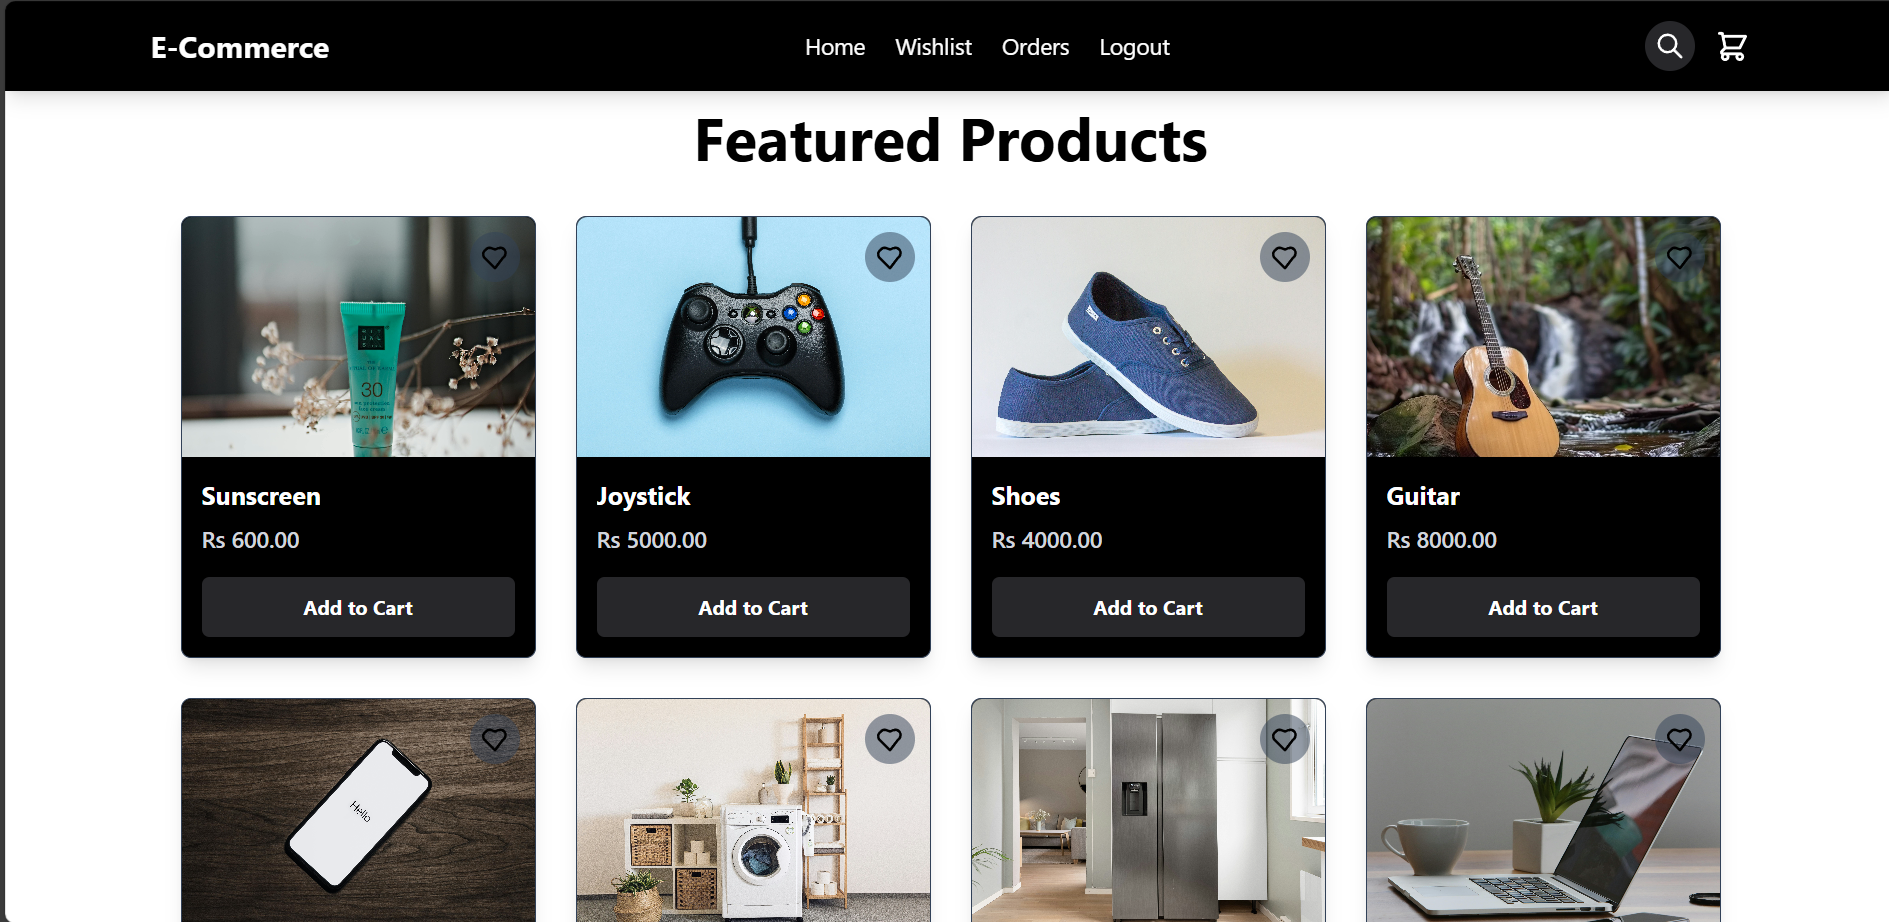 E-Commerce
Home Wishlist Orders Logout
Featured Products
30
Sunscreen
Rs 600.00
Add to Cart
Joystick
Rs 5000.00
Add to Cart
Shoes
Rs 4000.00
Add to Cart
Guitar
Rs 8000.00
Add to Cart
Hello